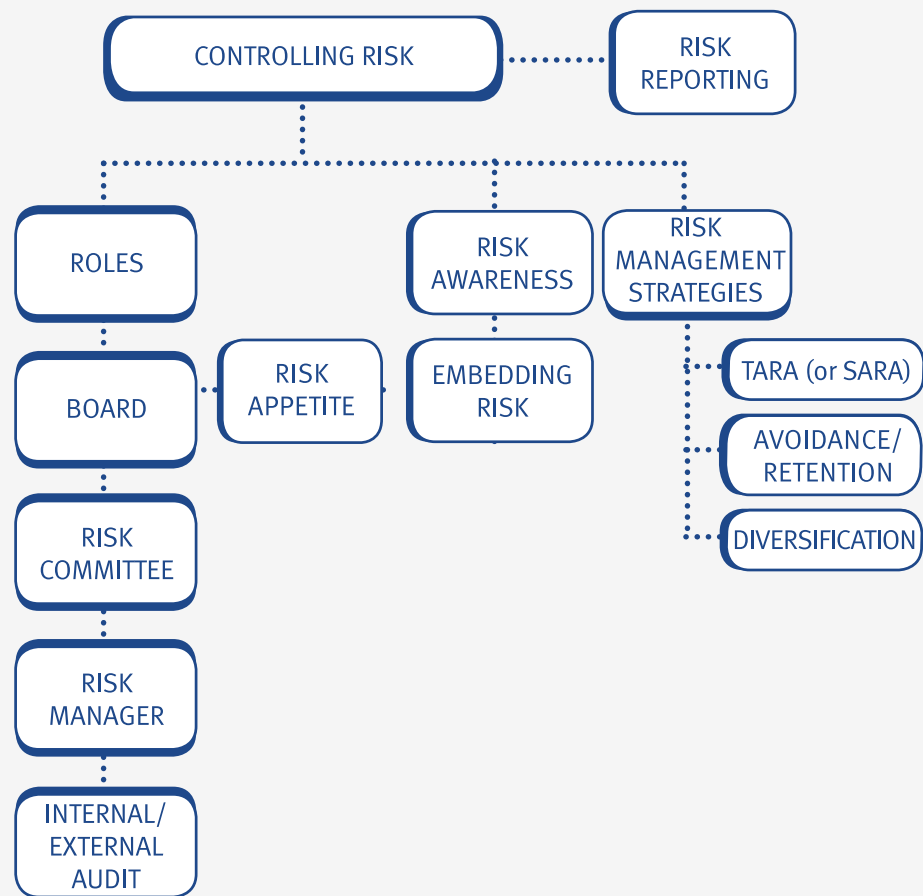 CONTROLLING RISK
RISK
REPORTING
ROLES
RISK
AWARENESS
RISK
MANAGEMENT
STRATEGIES
BOARD
RISK
APPETITE
EMBEDDING
RISK
TARA (or SARA)
AVOIDANCE/
RETENTION
DIVERSIFICATION
RISK
COMMITTEE
RISK
MANAGER
INTERNAL/
EXTERNAL
AUDIT